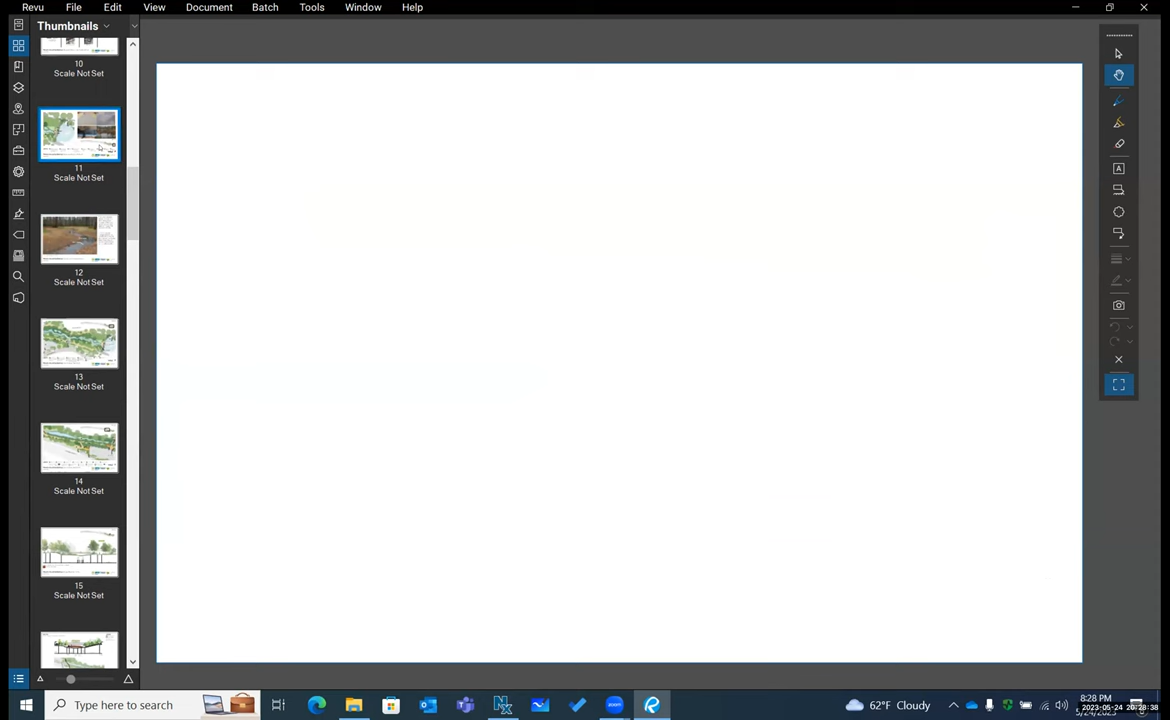 Revu File Edit View Document Batch Tools Window Help
Thumbnails
10
Scale Not Set
11
Scale Not Set
12
Scale Not Set
13
Scale Not Set
14
Scale Not Set
15
Scale Not Set
Type here to search
62°F Cloudy
8:28 PM
2023-05-24 20:28:38